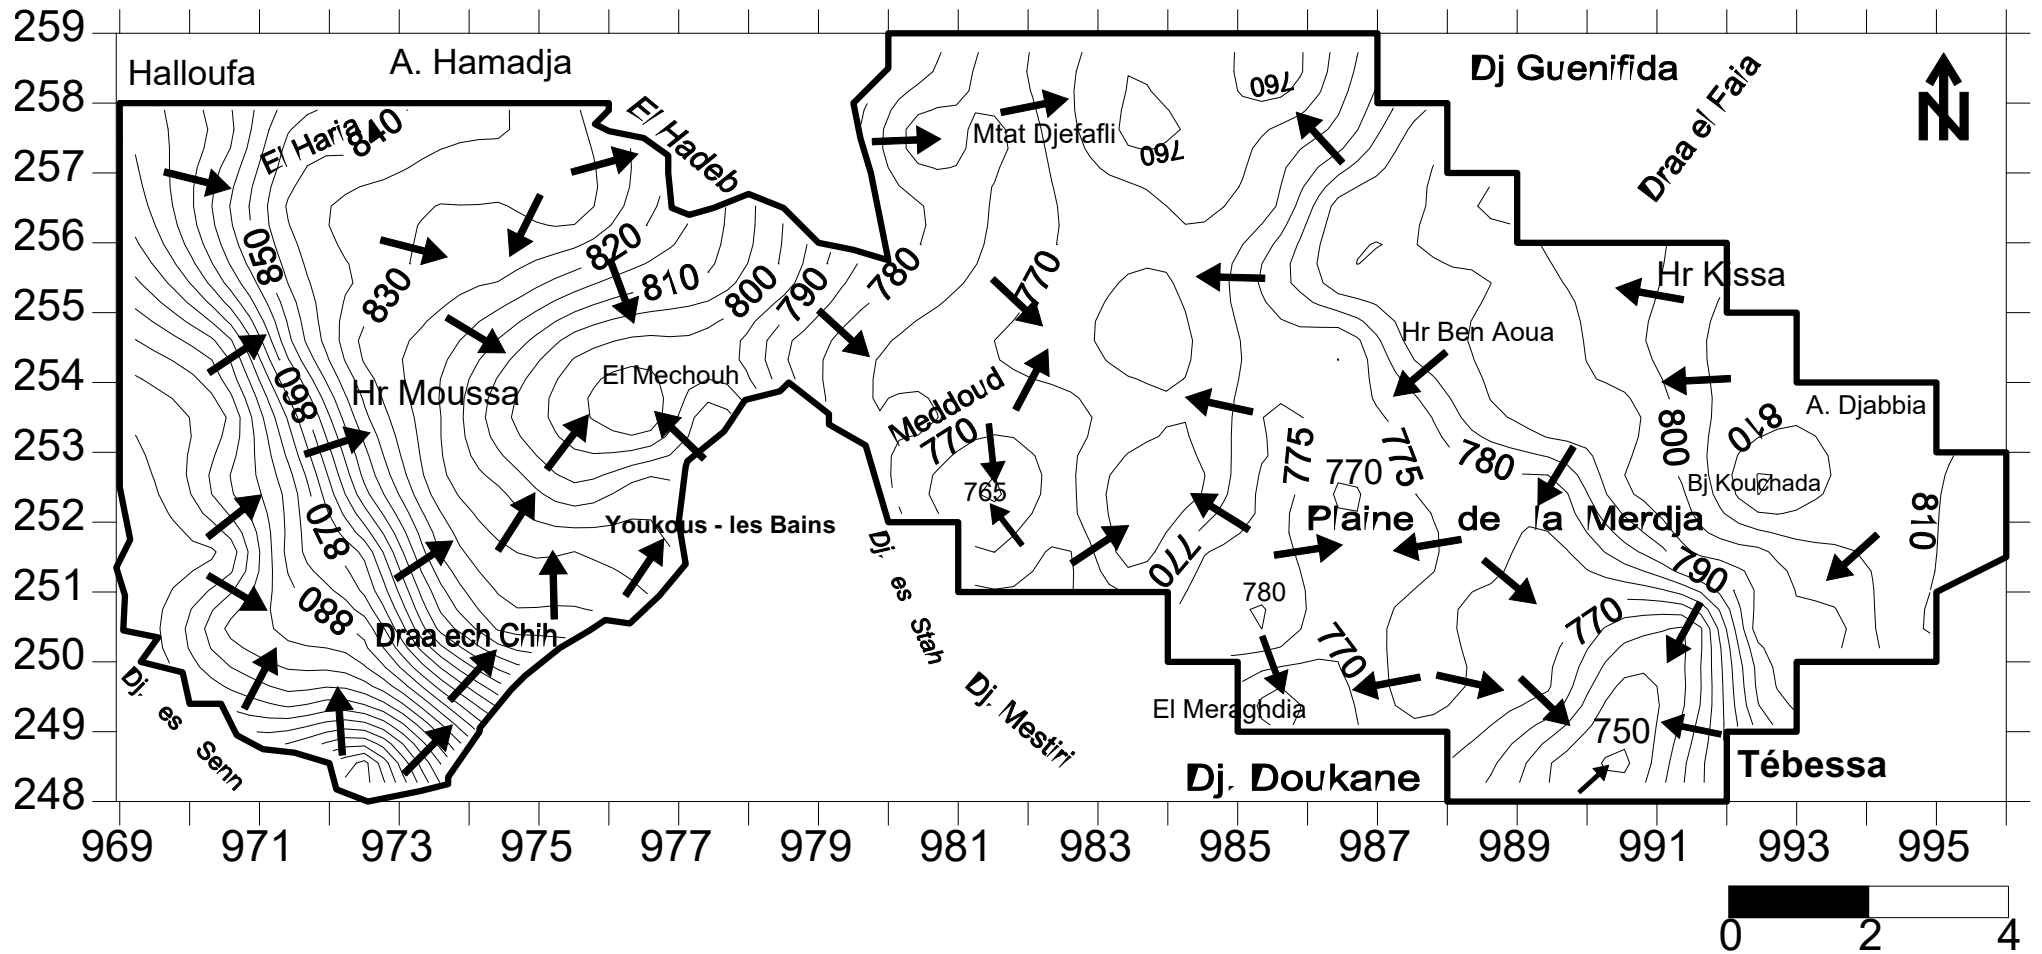 259
258
257
256
255
254
253
252
251
250
249
248
Halloufa
A. Hamadja
El Haria
840
El Hadeb
760
Dj Guenifida
Draa el Faia
N
Mtat Djefafli
760
850
830
820
810
800
790
780
770
Hr Kissa
Hr Ben Aoua
860
Hr Moussa
El Mechouh
Meddoud
770
765
775
770
775
780
800
810
A. Djabbia
Bj Kouchada
810
870
Youkous - les Bains
Plaine de la Merdja
770
790
880
Draa ech Chih
Dj. es Stah
780
770
770
Dj. es Senn
Dj. Mestiri
El Meraghdia
750
Dj. Doukane
Tébessa
969 971 973 975 977 979 981 983 985 987 989 991 993 995
0 2 4